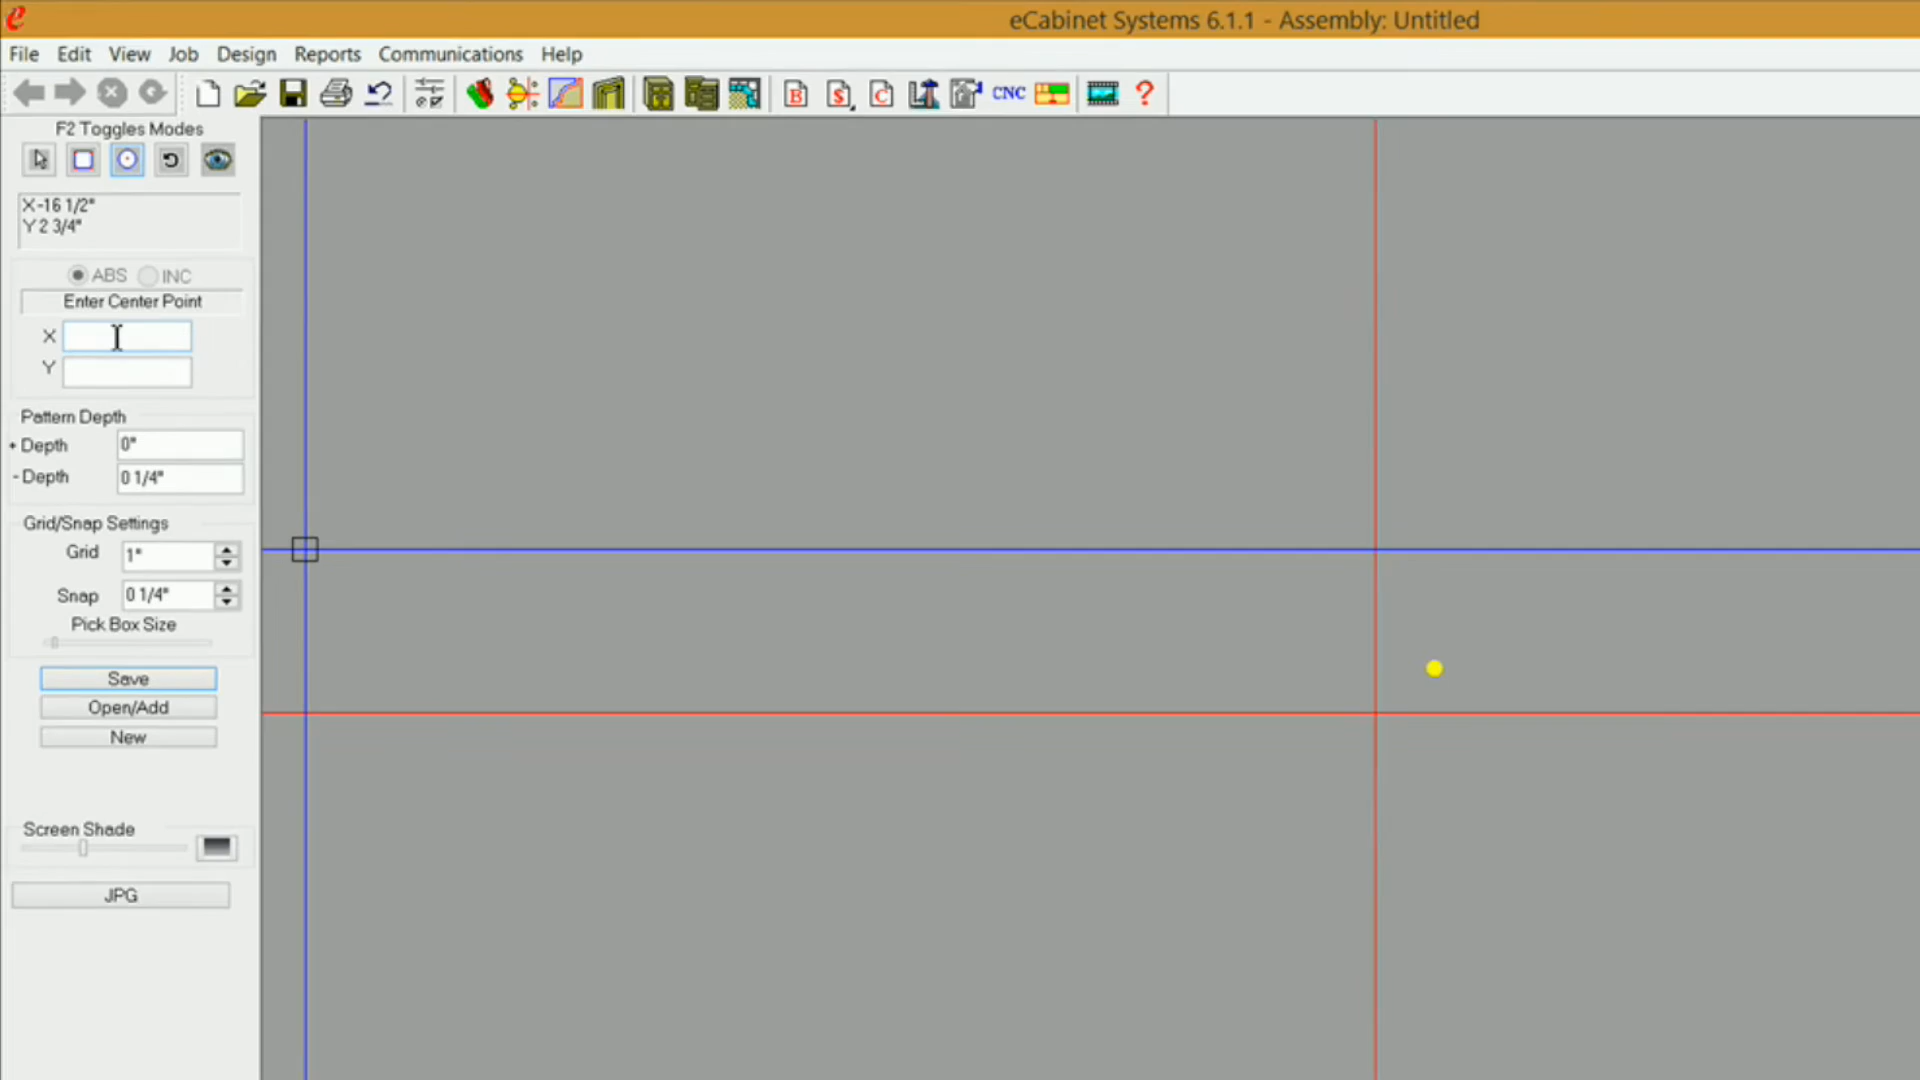 eCabinet Systems 6.1.1 - Assembly: Untitled
File Edit View Job Design Reports Communications Help
B $ C CNC ?
F2 Toggles Modes
X-16 1/2"
Y 2 3/4"
ABS INC
Enter Center Point
X
Y
Pattern Depth
+ Depth 0"
- Depth 0 1/4"
Grid/Snap Settings
Grid 1"
Snap 0 1/4"
Pick Box Size
Save
Open/Add
New
Screen Shade
JPG